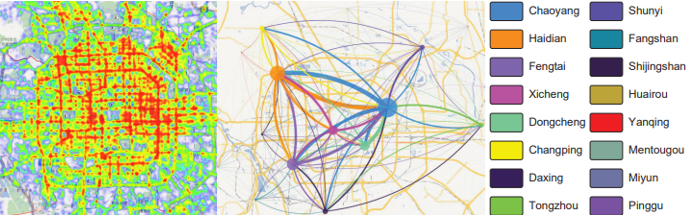 Chaoyang
Shunyi
Haidian
Fangshan
Fengtai
Shijingshan
Xicheng
Huairou
Dongcheng
Yanqing
Changping
Mentougou
Daxing
Miyun
Tongzhou
Pinggu